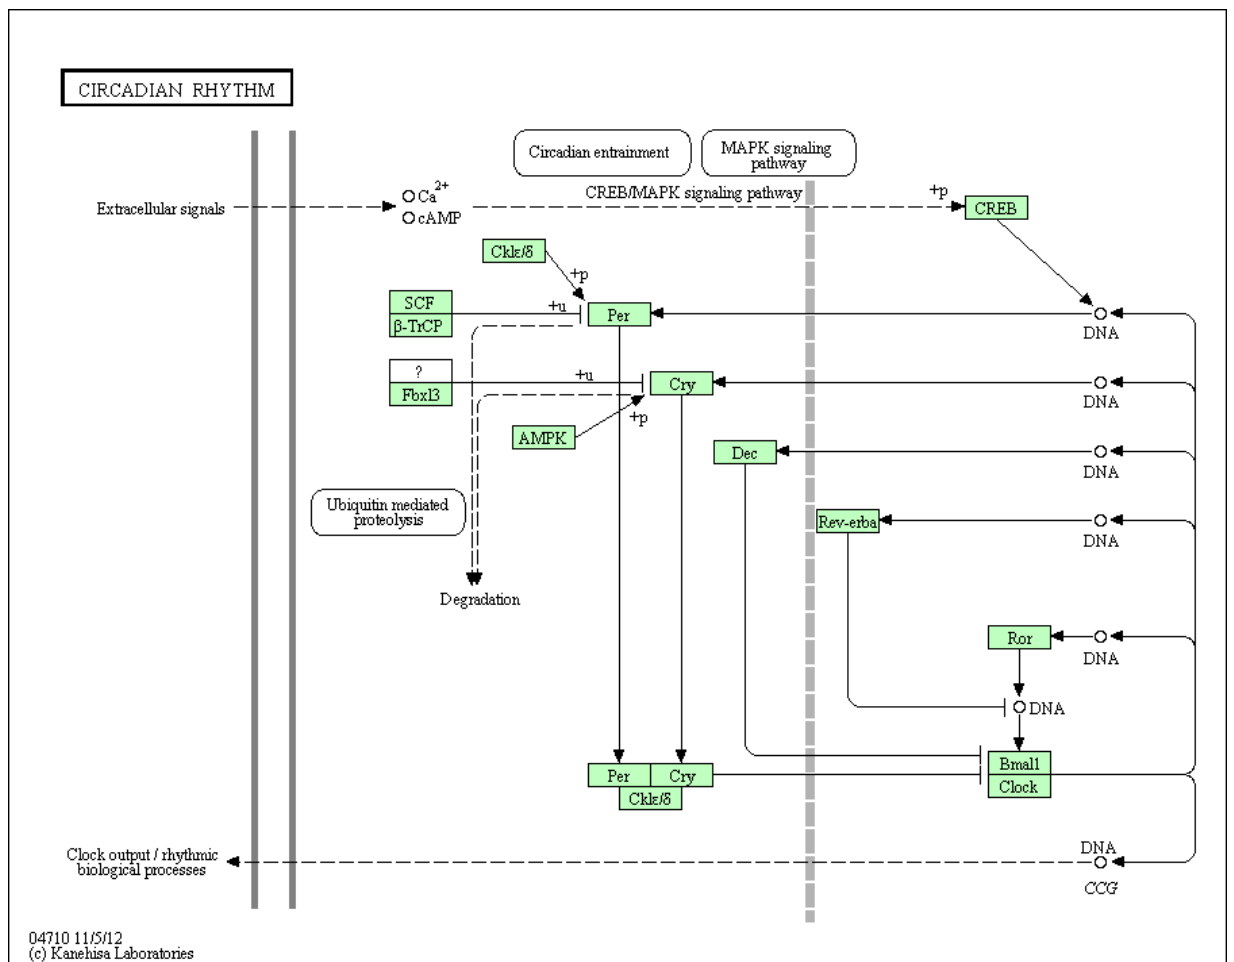 CIRCADIAN RHYTHM
Circadian entrainment
MAPK signaling
pathway
Extracellular signals
Ca2+
cAMP
CREB/MAPK signaling pathway
+p
CREB
CkIε/δ
+p
SCF
β-TrCP
+u
Per
DNA
?
Fbxl3
+u
Cry
DNA
+p
AMPK
Dec
DNA
Ubiquitin mediated
proteolysis
Rev-erba
DNA
Degradation
Ror
DNA
DNA
Per
Cry
CkIε/δ
Bmal1
Clock
Clock output / rhythmic
biological processes
DNA
CCG
04710 11/5/12
(c) Kanehisa Laboratories